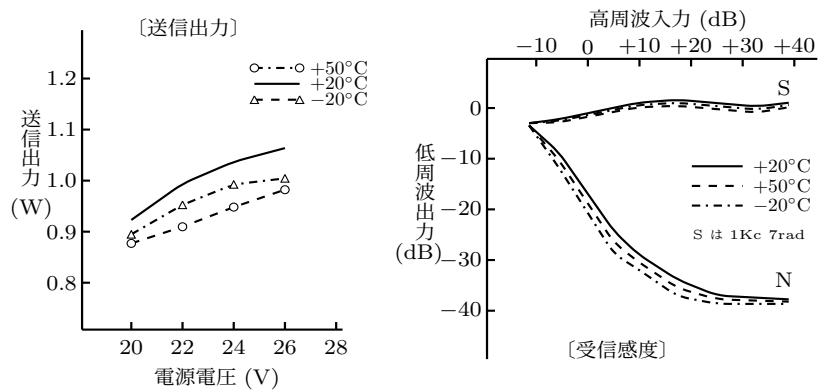 〔送信出力〕
+50°C
+20°C
−20°C
1.2
1.1
1.0
0.9
0.8
送信出力
(W)
20 22 24 26 28
電源電圧 (V)
高周波入力 (dB)
−10 0 +10 +20 +30 +40
0
−10
−20
−30
−40
低周波出力
(dB)
S
+20°C
+50°C
−20°C
S は 1Kc 7rad
N
〔受信感度〕